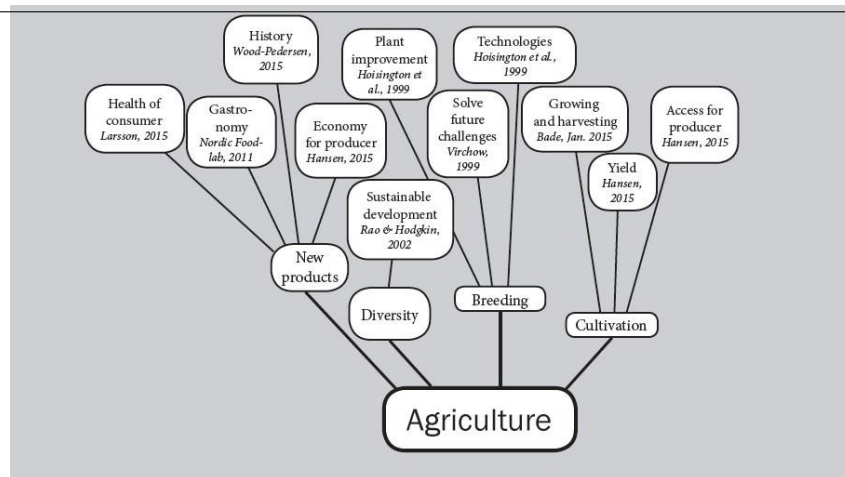 History
Wood-Pedersen,
2015
Plant
improvement
Hoisington et
al., 1999
Technologies
Hoisington et al.,
1999
Health of
consumer
Larsson, 2015
Gastro-
nomy
Nordic Food-
lab, 2011
Economy
for producer
Hansen, 2015
Solve
future
challenges
Virchow,
1999
Growing
and harvesting
Bade, Jan. 2015
Access for
producer
Hansen, 2015
Yield
Hansen,
2015
Sustainable
development
Rao & Hodgkin,
2002
New
products
Diversity
Breeding
Cultivation
Agriculture